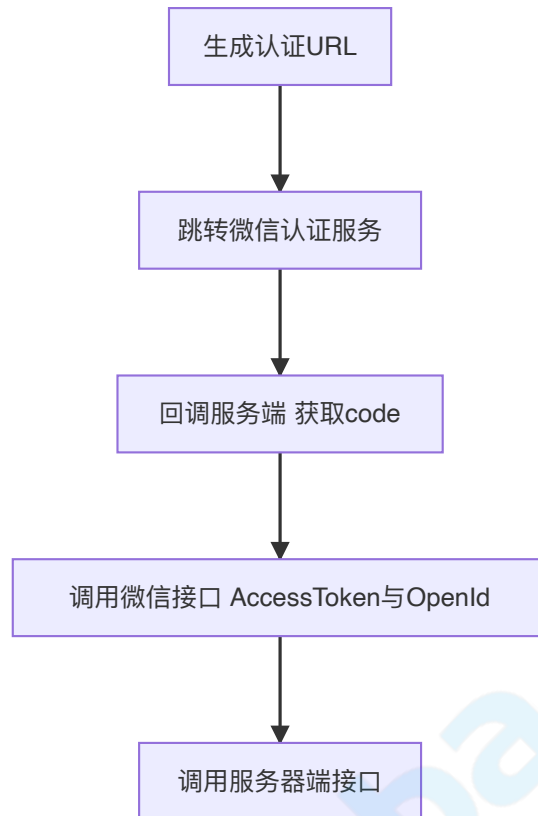 生成认证URL
跳转微信认证服务
回调服务端 获取code
调用微信接口 AccessToken与OpenId
调用服务器端接口